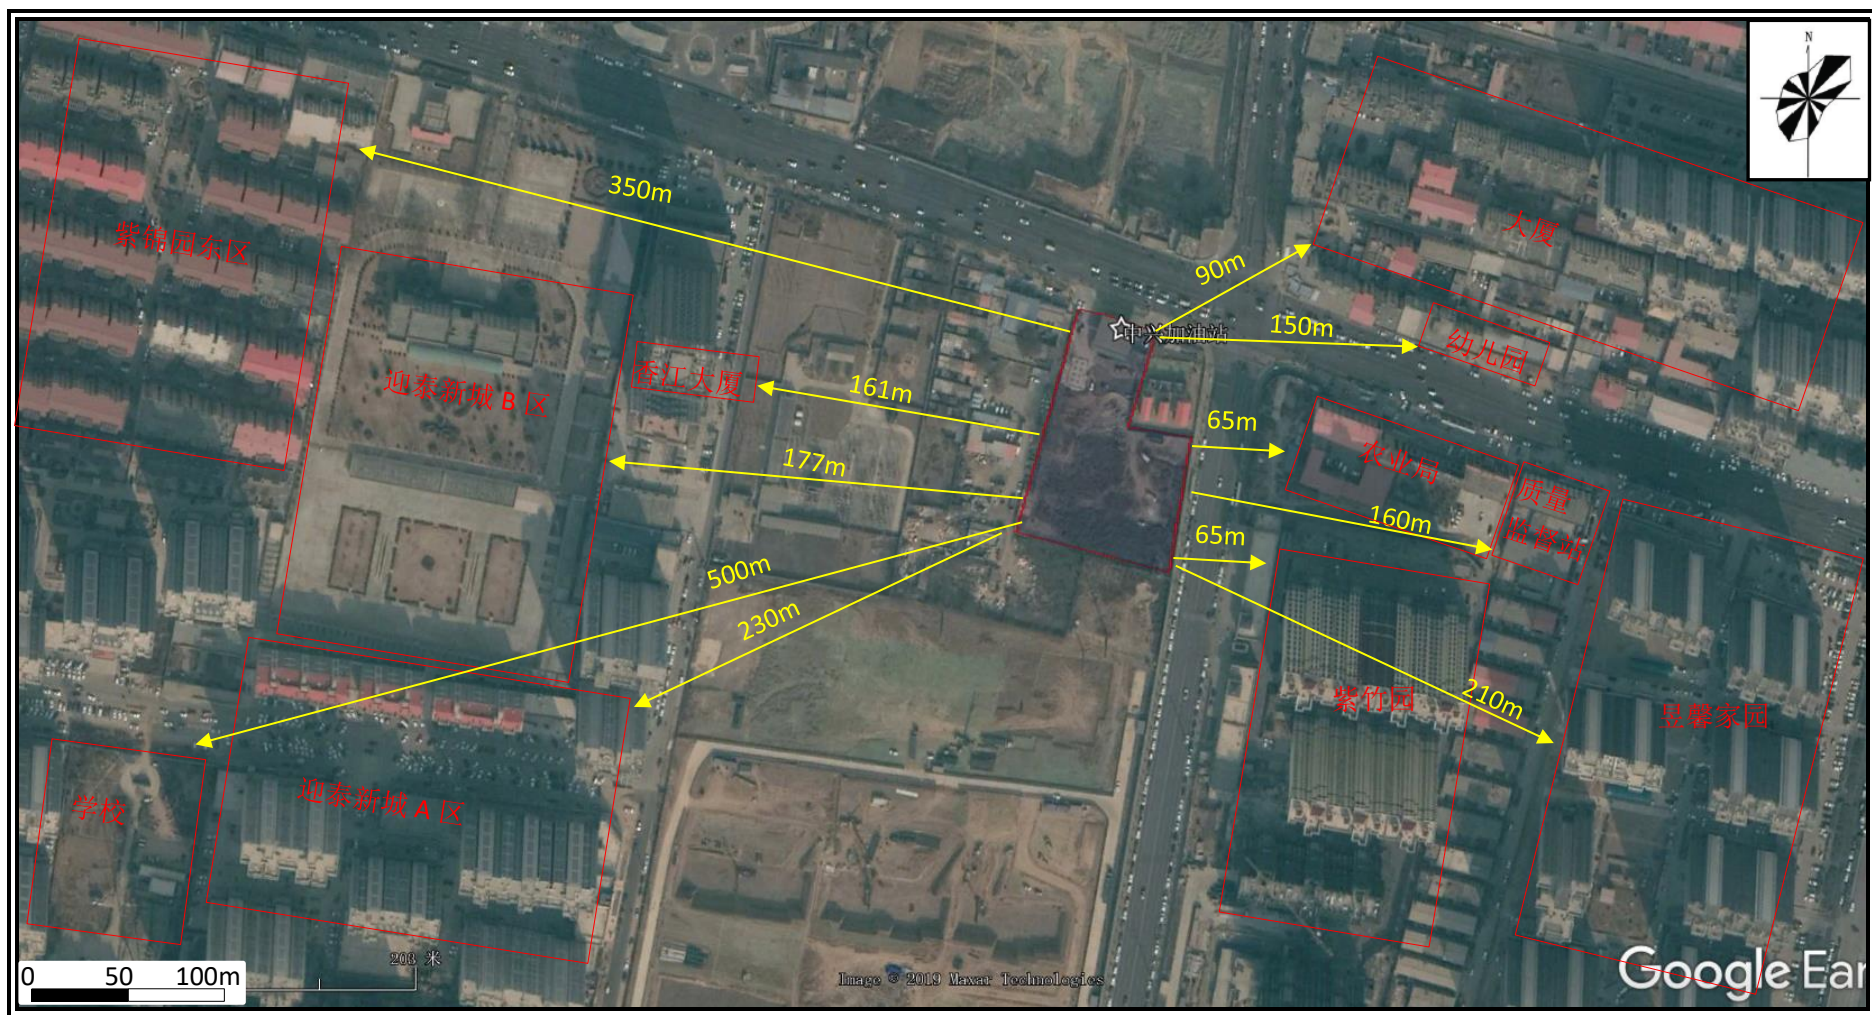 N
350m
紫锦园东区
大厦
90m
中兴加油站
150m
幼儿园
香江大厦
161m
迎泰新城 B 区
65m
农业局
177m
质量
监督站
160m
65m
500m
230m
210m
紫竹园
昱馨家园
学校
迎泰新城 A 区
203 米
0 50 100m
Image © 2019 Maxar Technologies
Google Ear